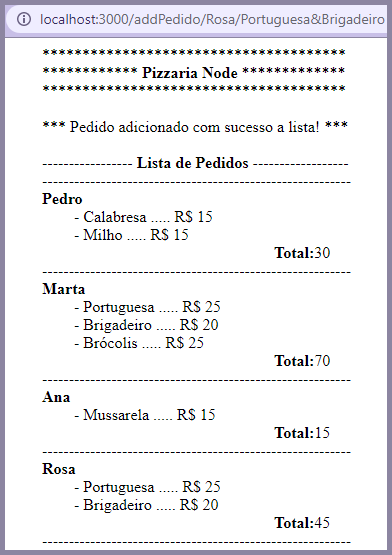 localhost:3000/addPedido/Rosa/Portuguesa&Brigadeiro
***************************************
************ Pizzaria Node *************
***************************************
*** Pedido adicionado com sucesso a lista! ***
----------------- Lista de Pedidos ------------------
----------------------------------------------------------
Pedro
- Calabresa ..... R$ 15
- Milho ..... R$ 15
Total:30
----------------------------------------------------------
Marta
- Portuguesa ..... R$ 25
- Brigadeiro ..... R$ 20
- Brócolis ..... R$ 25
Total:70
----------------------------------------------------------
Ana
- Mussarela ..... R$ 15
Total:15
----------------------------------------------------------
Rosa
- Portuguesa ..... R$ 25
- Brigadeiro ..... R$ 20
Total:45
----------------------------------------------------------